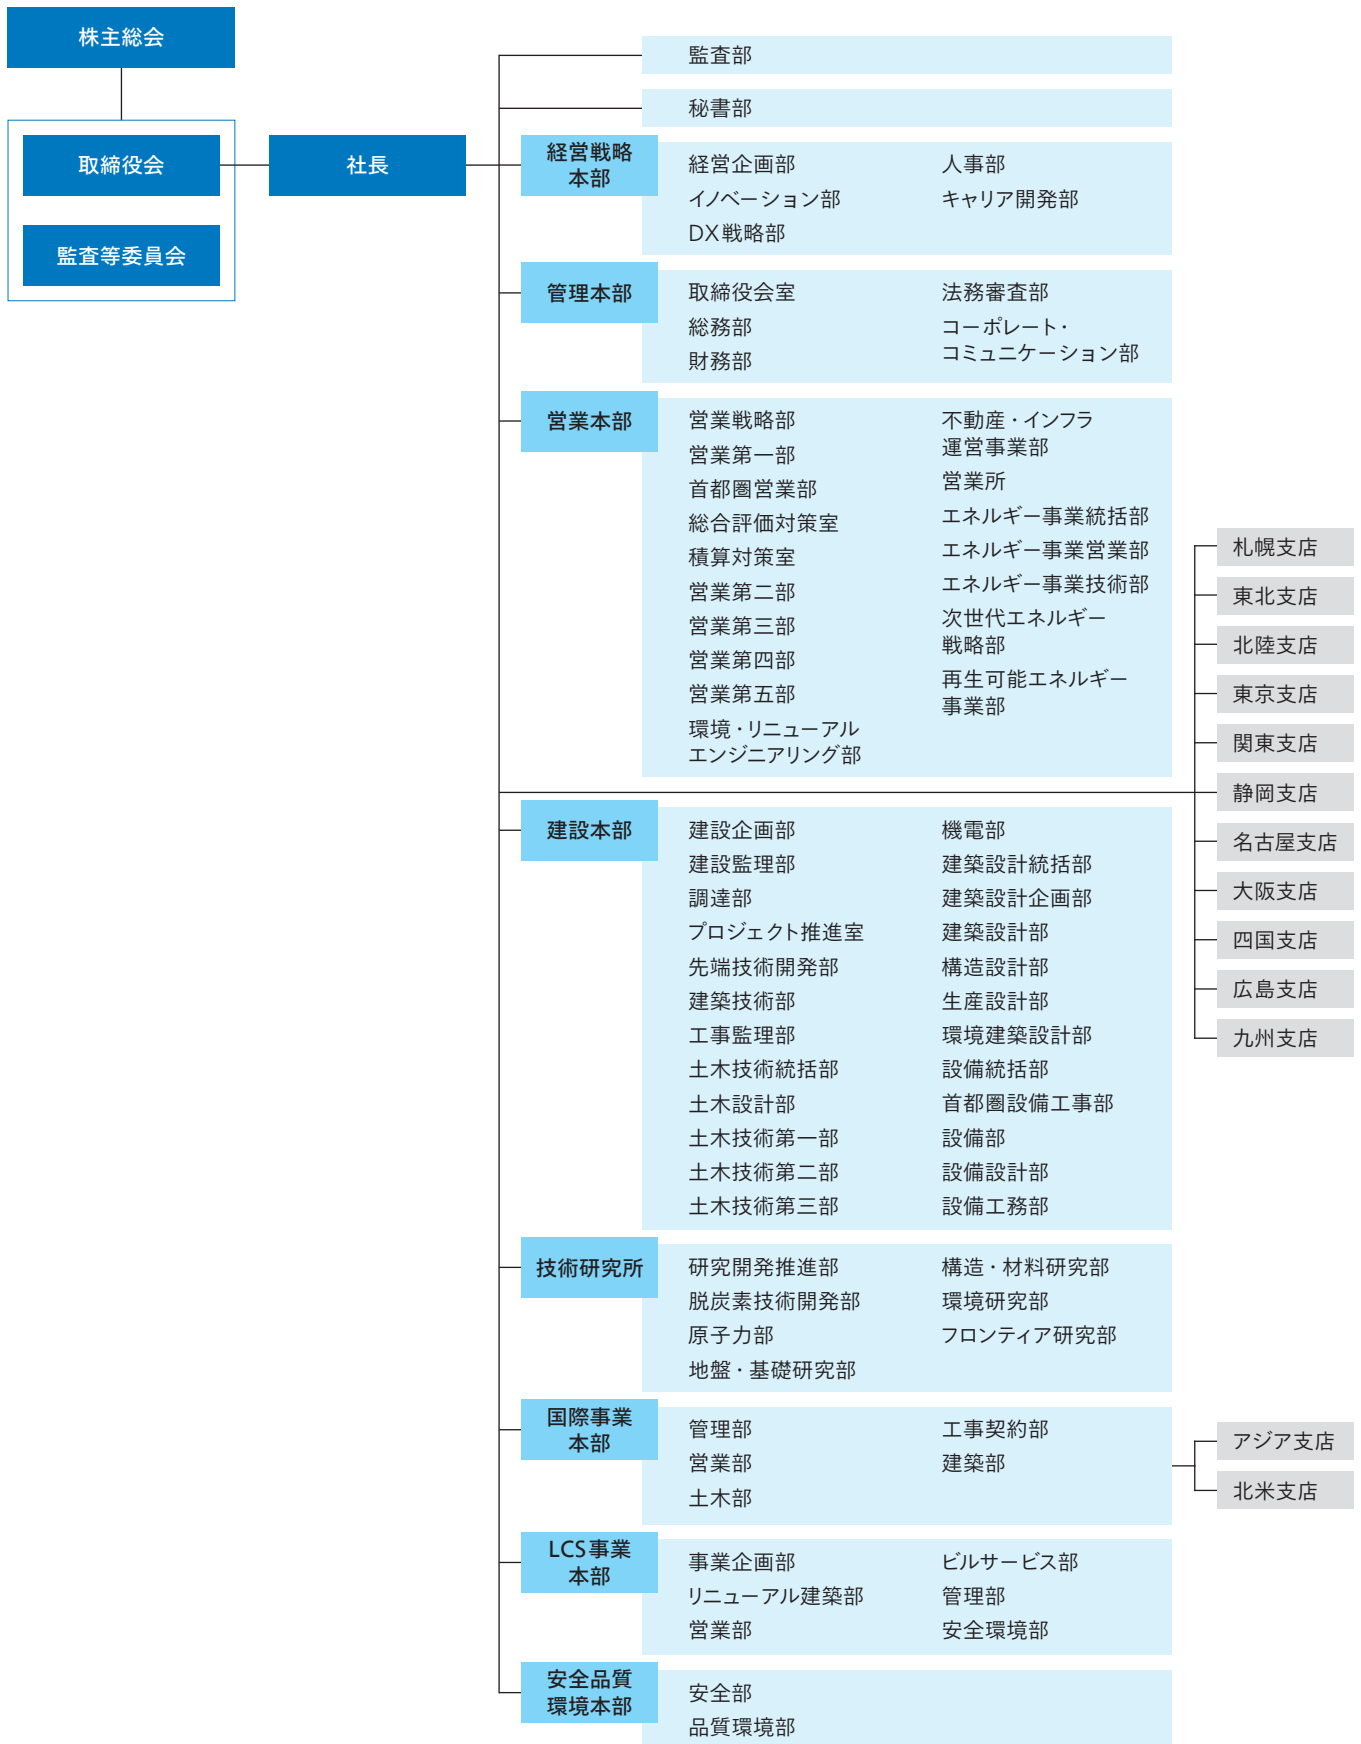 株主総会
取締役会
監査等委員会
社長
監査部
秘書部
経営戦略
本部
経営企画部
イノベーション部
DX戦略部
人事部
キャリア開発部
管理本部
取締役会室
総務部
財務部
法務審査部
コーポレート・
コミュニケーション部
営業本部
営業戦略部
営業第一部
首都圏営業部
総合評価対策室
積算対策室
営業第二部
営業第三部
営業第四部
営業第五部
環境・リニューアル
エンジニアリング部
不動産・インフラ
運営事業部
営業所
エネルギー事業統括部
エネルギー事業営業部
エネルギー事業技術部
次世代エネルギー
戦略部
再生可能エネルギー
事業部
札幌支店
東北支店
北陸支店
東京支店
関東支店
静岡支店
名古屋支店
大阪支店
四国支店
広島支店
九州支店
建設本部
建設企画部
建設監理部
調達部
プロジェクト推進室
先端技術開発部
建築技術部
工事監理部
土木技術統括部
土木設計部
土木技術第一部
土木技術第二部
土木技術第三部
機電部
建築設計統括部
建築設計企画部
建築設計部
構造設計部
生産設計部
環境建築設計部
設備統括部
首都圏設備工事部
設備部
設備設計部
設備工務部
技術研究所
研究開発推進部
脱炭素技術開発部
原子力部
地盤・基礎研究部
構造・材料研究部
環境研究部
フロンティア研究部
国際事業
本部
管理部
営業部
土木部
工事契約部
建築部
アジア支店
北米支店
LCS事業
本部
事業企画部
リニューアル建築部
営業部
ビルサービス部
管理部
安全環境部
安全品質
環境本部
安全部
品質環境部